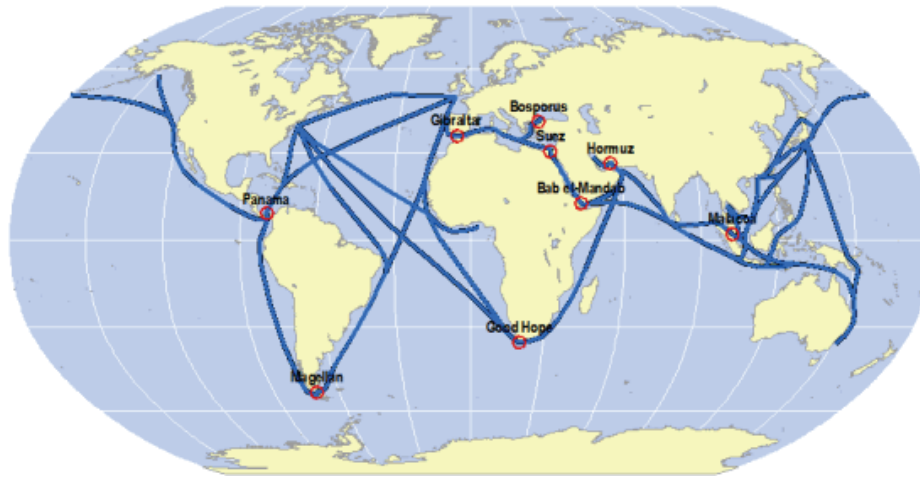 Bosporus
Gibraltar
Suez
Hormuz
Bab el-Mandab
Panama
Malacca
Good Hope
Magellan